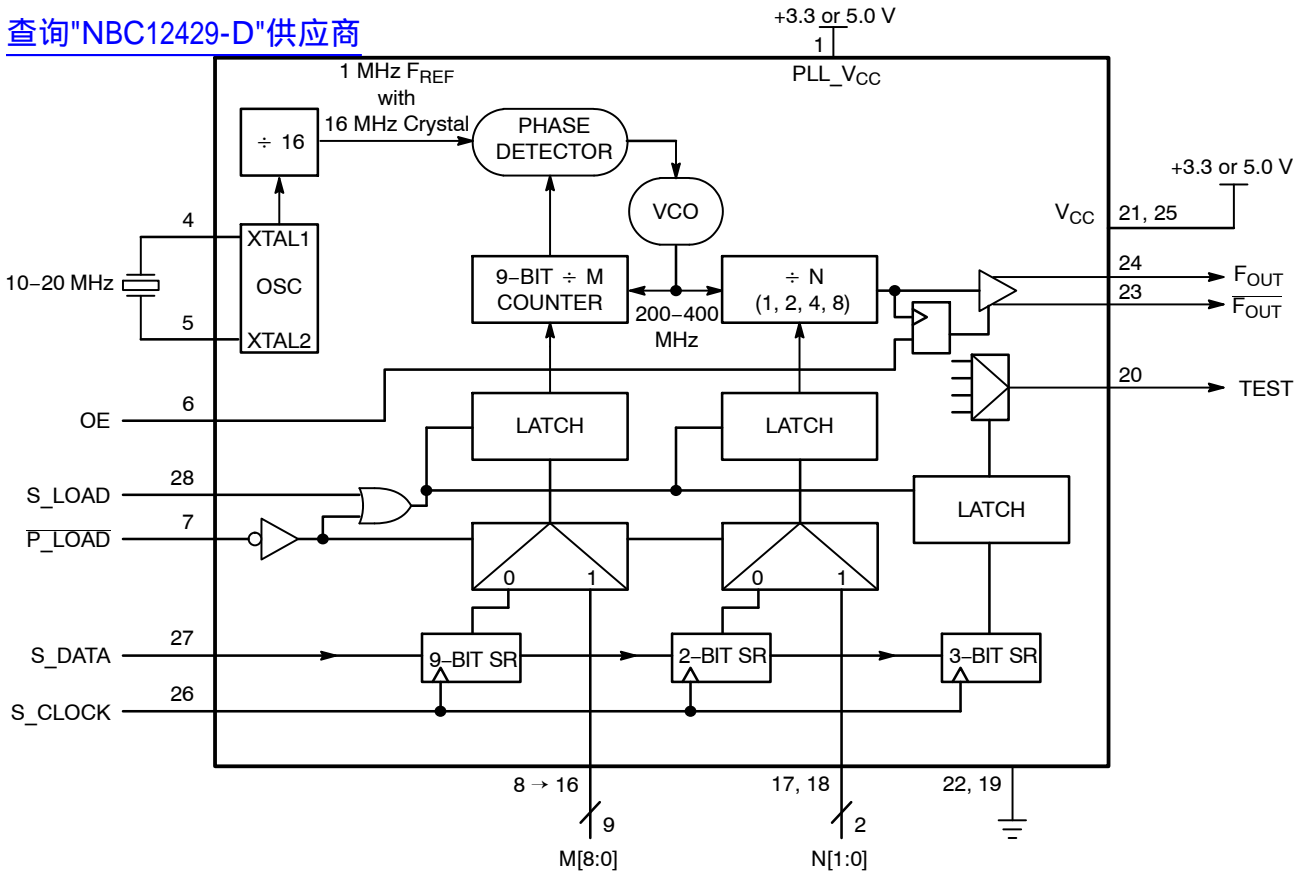 查询"NBC12429-D"供应商
+3.3 or 5.0 V
1
PLL_VCC
1 MHz FREF
with
16 MHz Crystal
÷ 16
PHASE
DETECTOR
VCO
+3.3 or 5.0 V
VCC
21, 25
4
XTAL1
10−20 MHz
OSC
5
XTAL2
9−BIT ÷ M
COUNTER
200−400
MHz
÷ N
(1, 2, 4, 8)
24
FOUT
23
FOUT
20
TEST
OE
6
LATCH
LATCH
S_LOAD
28
P_LOAD
7
LATCH
0
1
0
1
S_DATA
27
9−BIT SR
2−BIT SR
3−BIT SR
S_CLOCK
26
8 → 16
17, 18
22, 19
9
2
M[8:0]
N[1:0]